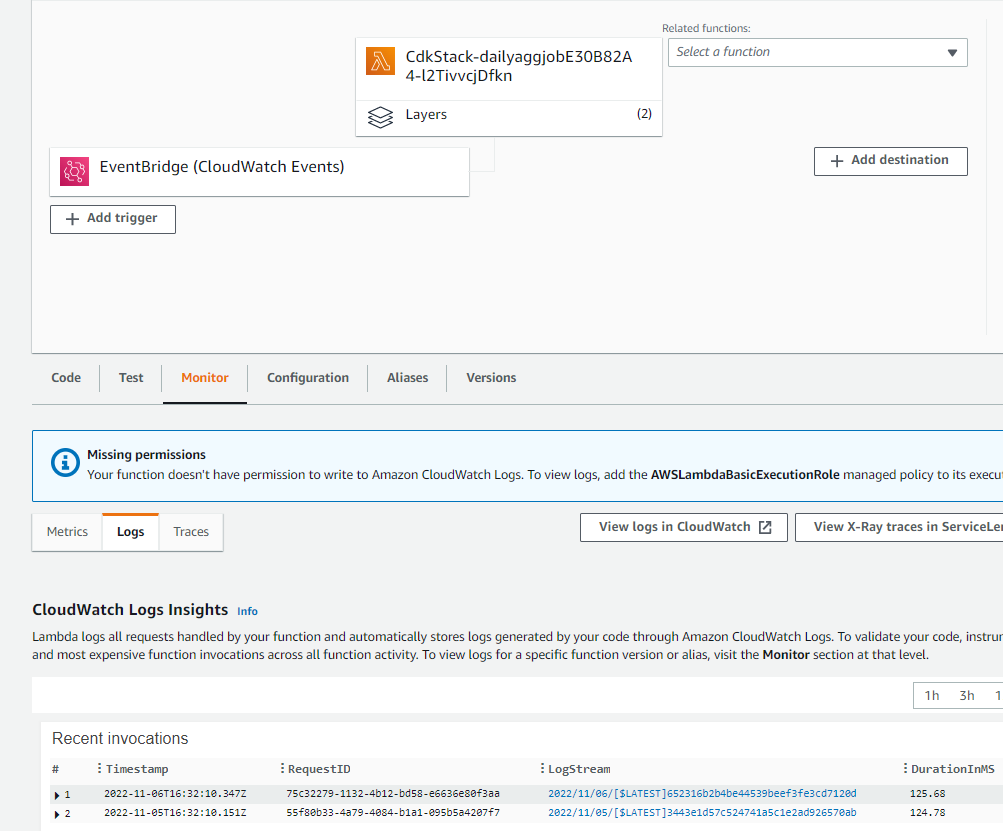 Related functions:
Select a function
CdkStack-dailyaggjobE30B82A
4-l2TivvcjDfkn
Layers (2)
EventBridge (CloudWatch Events)
Add destination
Add trigger
Code Test Monitor Configuration Aliases Versions
Missing permissions
Your function doesn't have permission to write to Amazon CloudWatch Logs. To view logs, add the AWSLambdaBasicExecutionRole managed policy to its execu
Metrics Logs Traces View logs in CloudWatch View X-Ray traces in ServiceLe
CloudWatch Logs Insights Info
Lambda logs all requests handled by your function and automatically stores logs generated by your code through Amazon CloudWatch Logs. To validate your code, instru
and most expensive function invocations across all function activity. To view logs for a specific function version or alias, visit the Monitor section at that level.
1h 3h 1
Recent invocations
# Timestamp RequestID LogStream DurationInMS
1 2022-11-06T16:32:10.347Z 75c32279-1132-4b12-bd58-e6636e80f3aa 2022/11/06/[$LATEST]652316b2b4be44539beef3fe3cd7120d 125.68
2 2022-11-05T16:32:10.151Z 55f80b33-4a79-4084-b1a1-095b5a4207f7 2022/11/05/[$LATEST]3443e1d57c524741a5c1e2ad926570ab 124.78